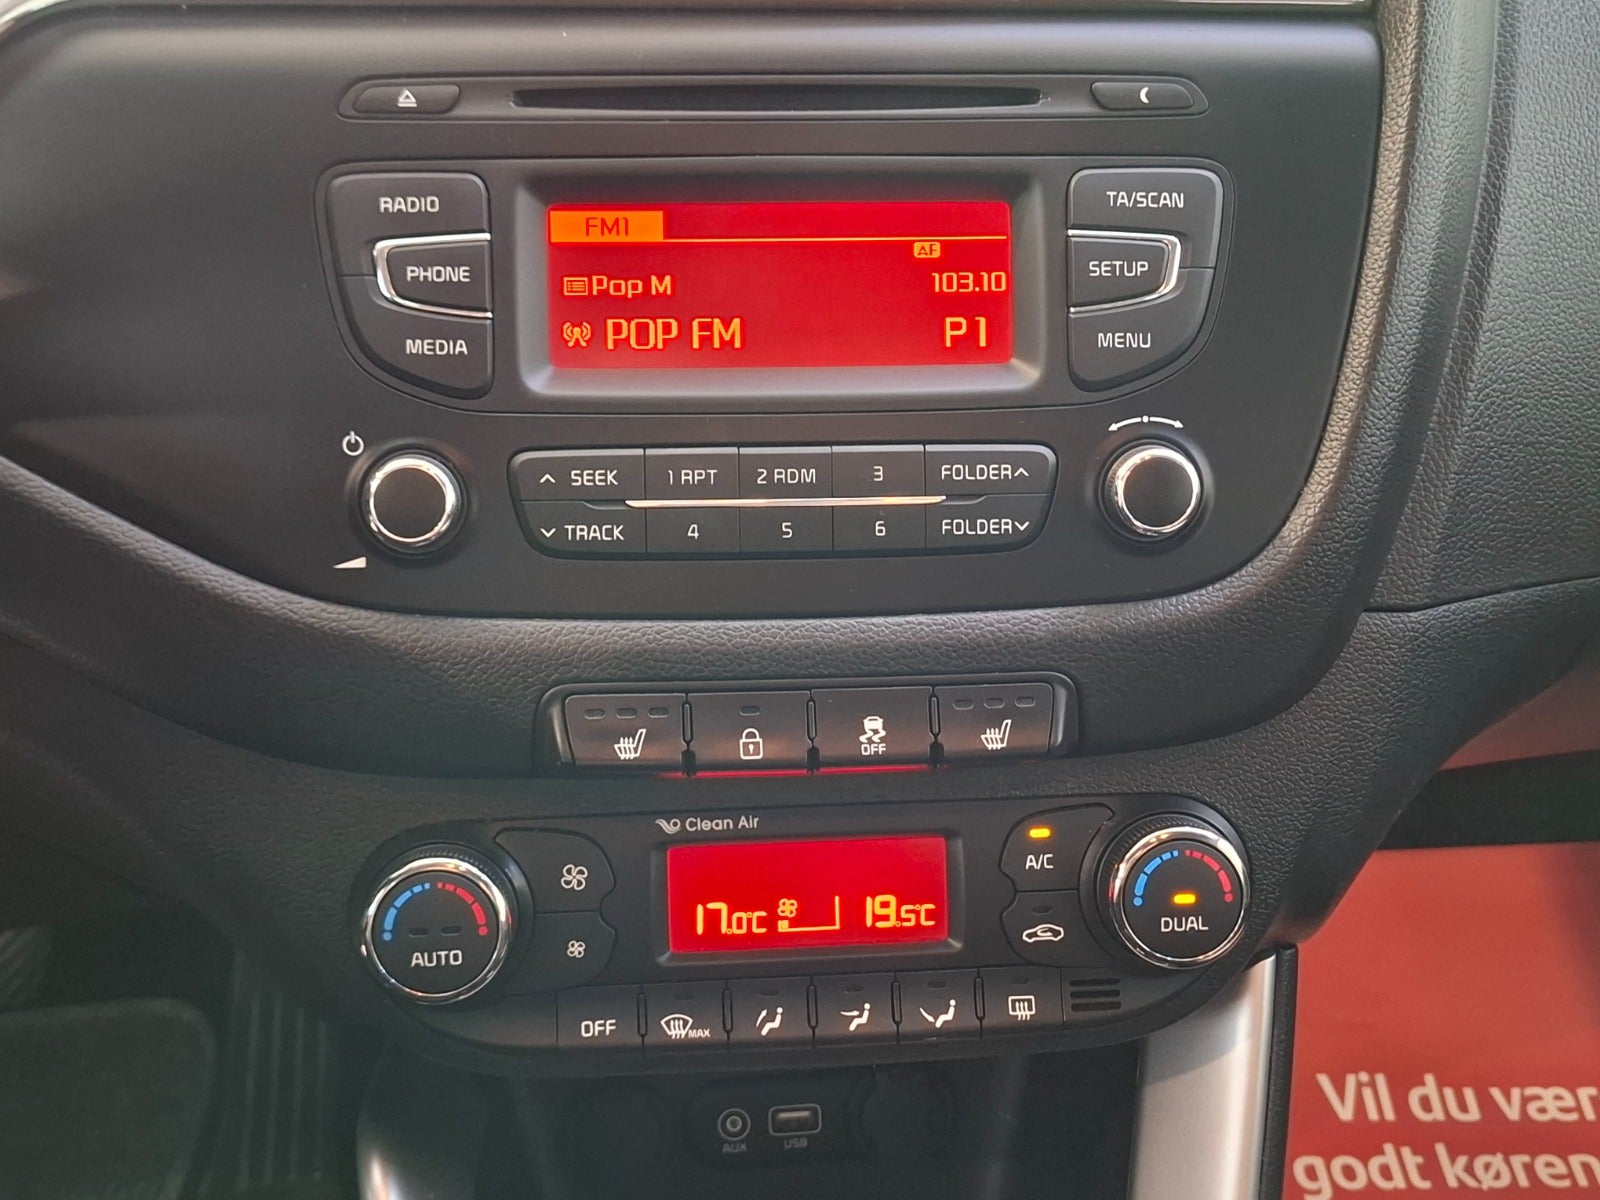 RADIO
TA/SCAN
FM1
AF
PHONE
SETUP
Pop M 103.10
POP FM P1
MEDIA
MENU
SEEK 1 RPT 2 RDM 3 FOLDER
TRACK 4 5 6 FOLDER
OFF
Clean Air
A/C
17.0°C 19.5°C
AUTO
DUAL
OFF MAX
AUX USB
Vil du vær
godt køren